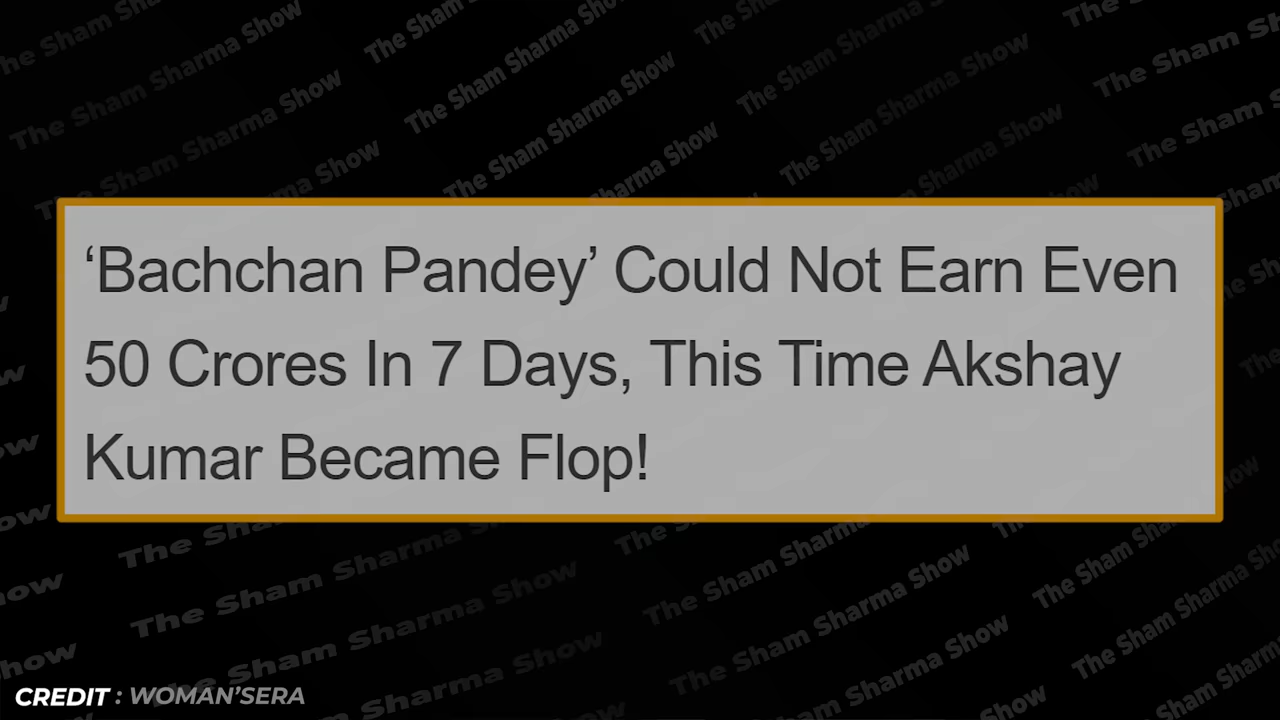 ‘Bachchan Pandey’ Could Not Earn Even
50 Crores In 7 Days, This Time Akshay
Kumar Became Flop!
The Sham Sharma Show
CREDIT : WOMAN’SERA